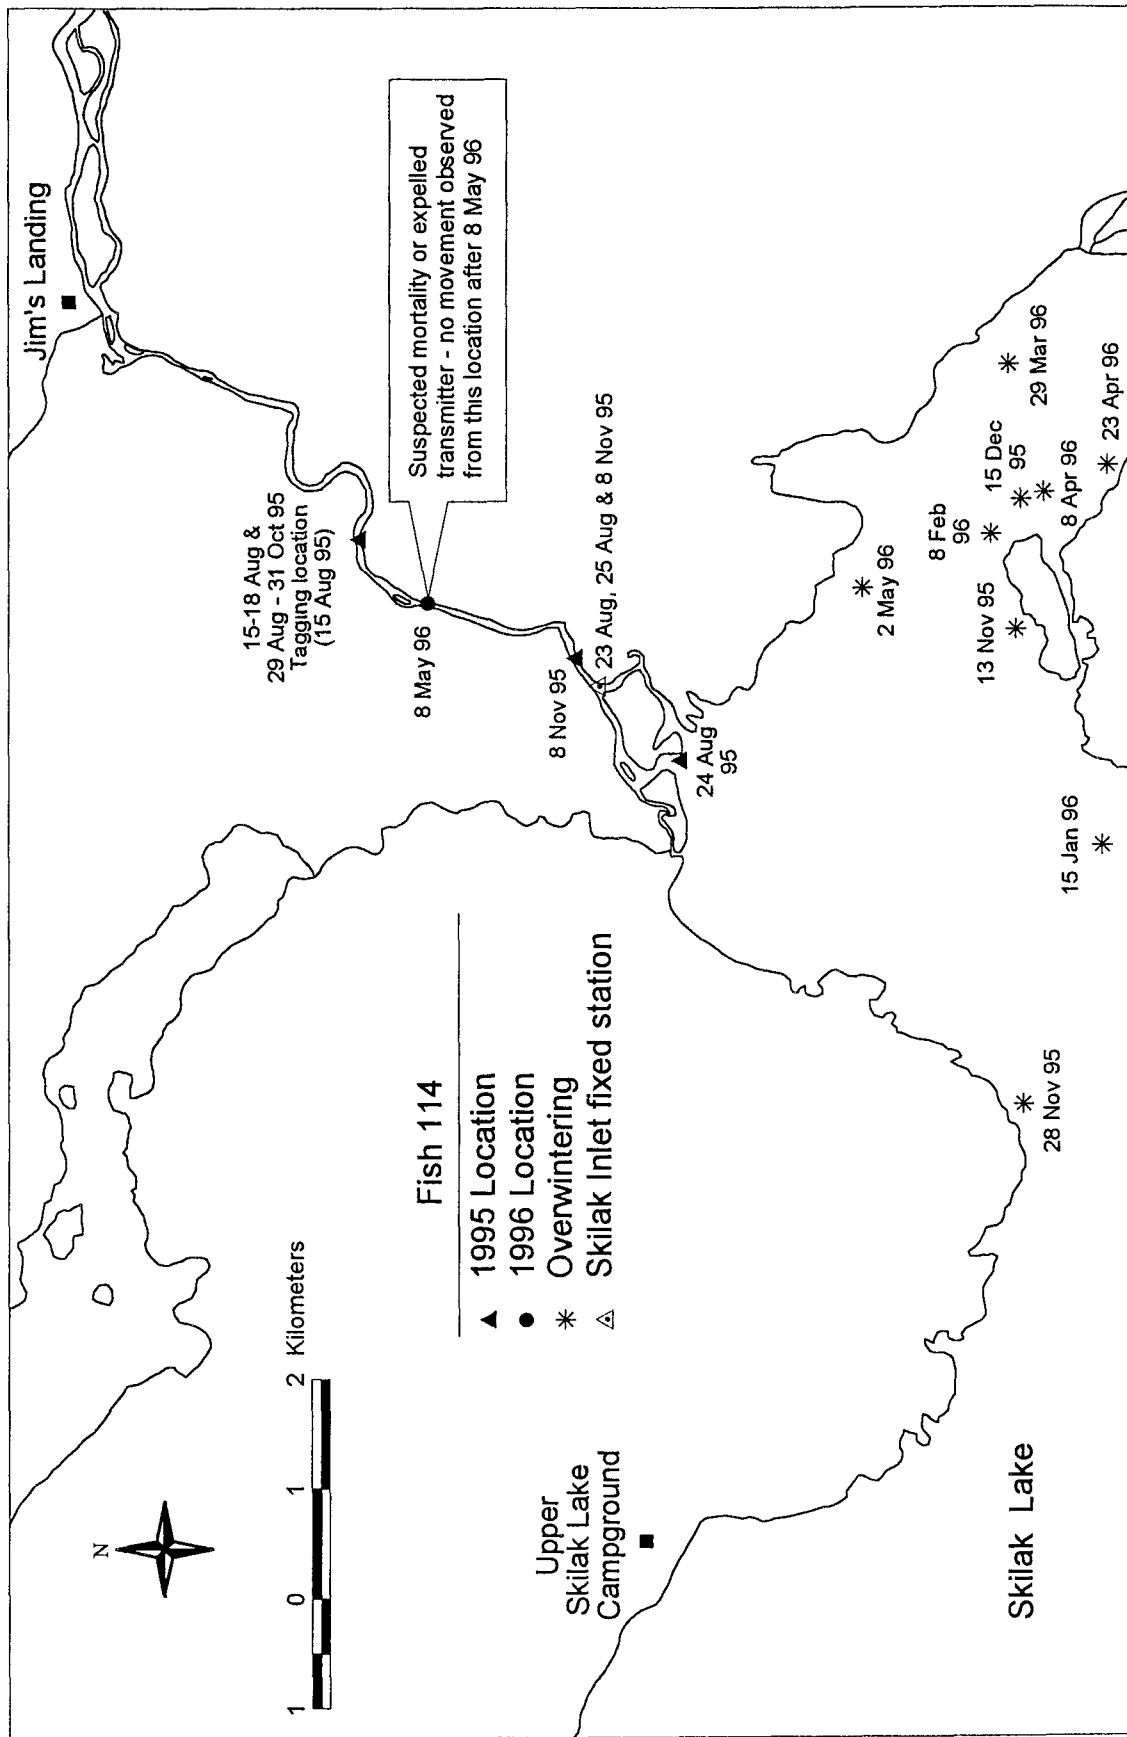 Jim's Landing
15-18 Aug &
29 Aug - 31 Oct 95
Tagging location
(15 Aug 95)
Suspected mortality or expelled
transmitter - no movement observed
from this location after 8 May 96
8 May 96
8 Nov 95
23 Aug, 25 Aug & 8 Nov 95
24 Aug
95
2 May 96
8 Feb
96
15 Dec
95
29 Mar 96
13 Nov 95
8 Apr 96
23 Apr 96
15 Jan 96
28 Nov 95
N
1 0 1 2 Kilometers
Fish 114
1995 Location
1996 Location
Overwintering
Skilak Inlet fixed station
Upper
Skilak Lake
Campground
Skilak Lake